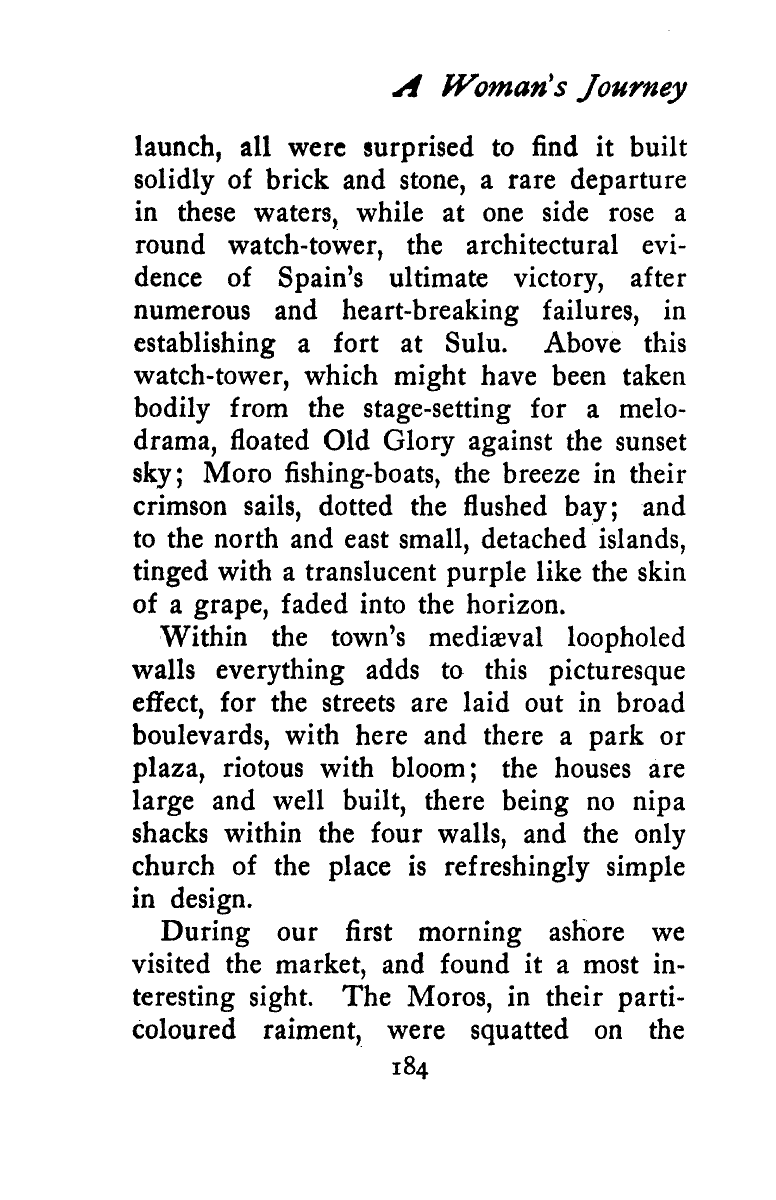 A Woman's Journey
launch, all were surprised to find it built
solidly of brick and stone, a rare departure
in these waters, while at one side rose a
round watch-tower, the architectural evi-
dence of Spain's ultimate victory, after
numerous and heart-breaking failures, in
establishing a fort at Sulu. Above this
watch-tower, which might have been taken
bodily from the stage-setting for a melo-
drama, floated Old Glory against the sunset
sky; Moro fishing-boats, the breeze in their
crimson sails, dotted the flushed bay; and
to the north and east small, detached islands,
tinged with a translucent purple like the skin
of a grape, faded into the horizon.
Within the town's mediæval loopholed
walls everything adds to this picturesque
effect, for the streets are laid out in broad
boulevards, with here and there a park or
plaza, riotous with bloom; the houses are
large and well built, there being no nipa
shacks within the four walls, and the only
church of the place is refreshingly simple
in design.
During our first morning ashore we
visited the market, and found it a most in-
teresting sight. The Moros, in their parti-
coloured raiment, were squatted on the
184